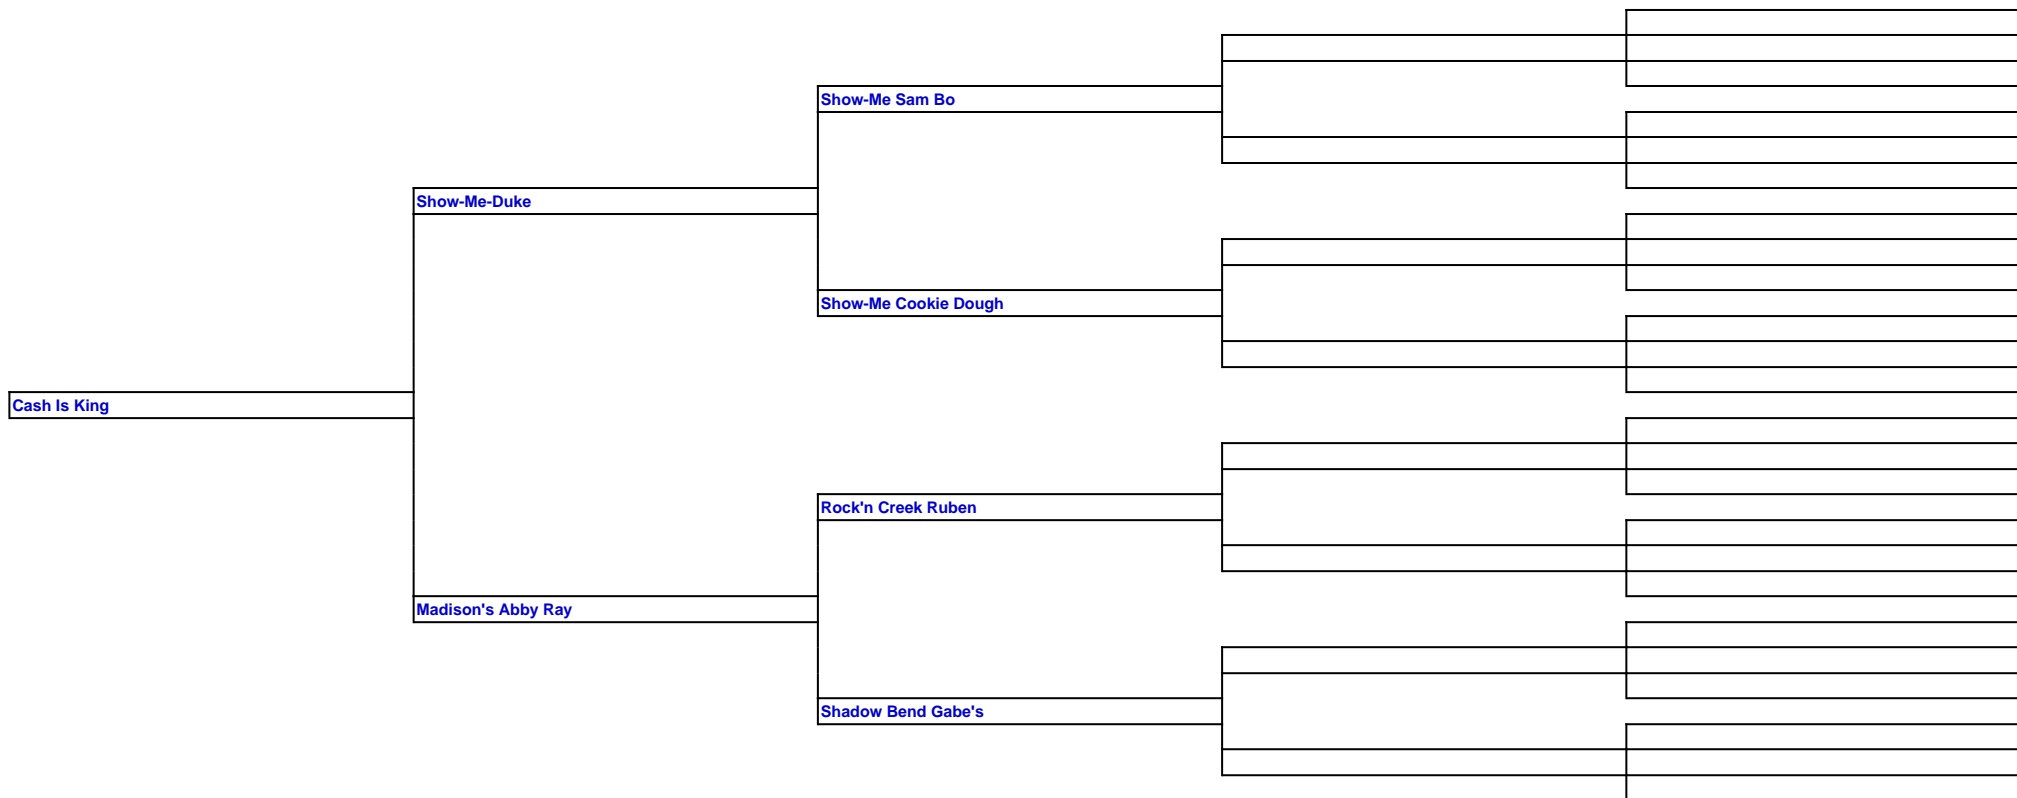 Show-Me Sam Bo
Show-Me-Duke
Show-Me Cookie Dough
Cash Is King
Rock'n Creek Ruben
Madison's Abby Ray
Shadow Bend Gabe's